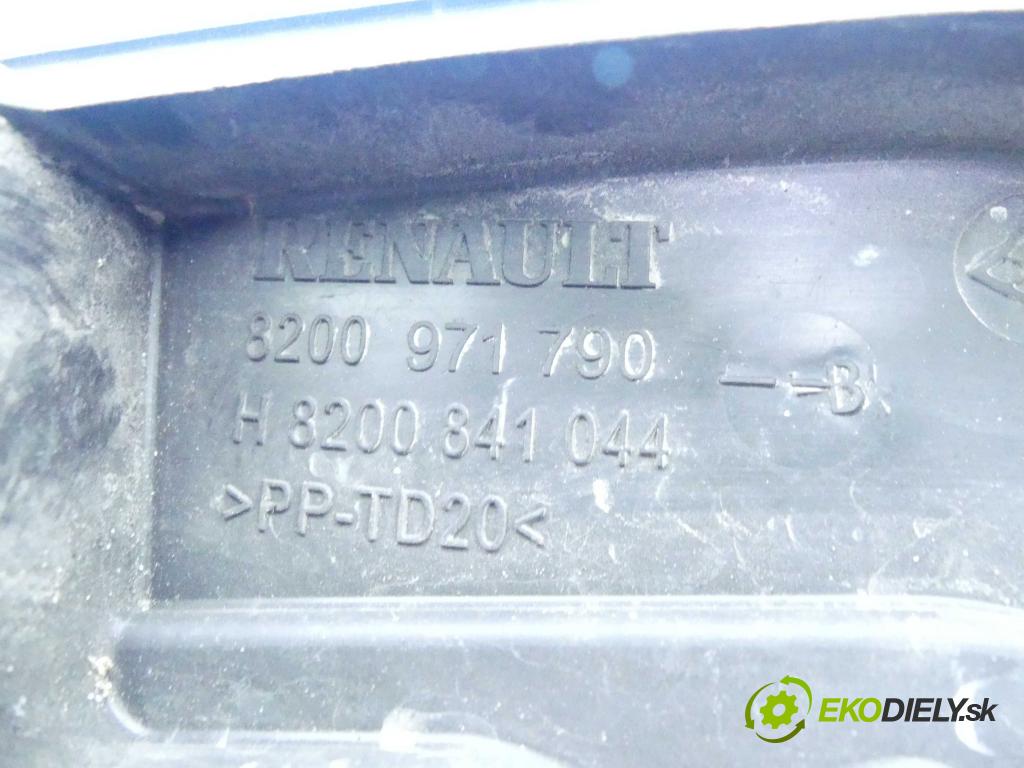 RENAULT
8200 971 790
--B
H 8200 841 044
>PP-TD20<
EKODIELY.sk